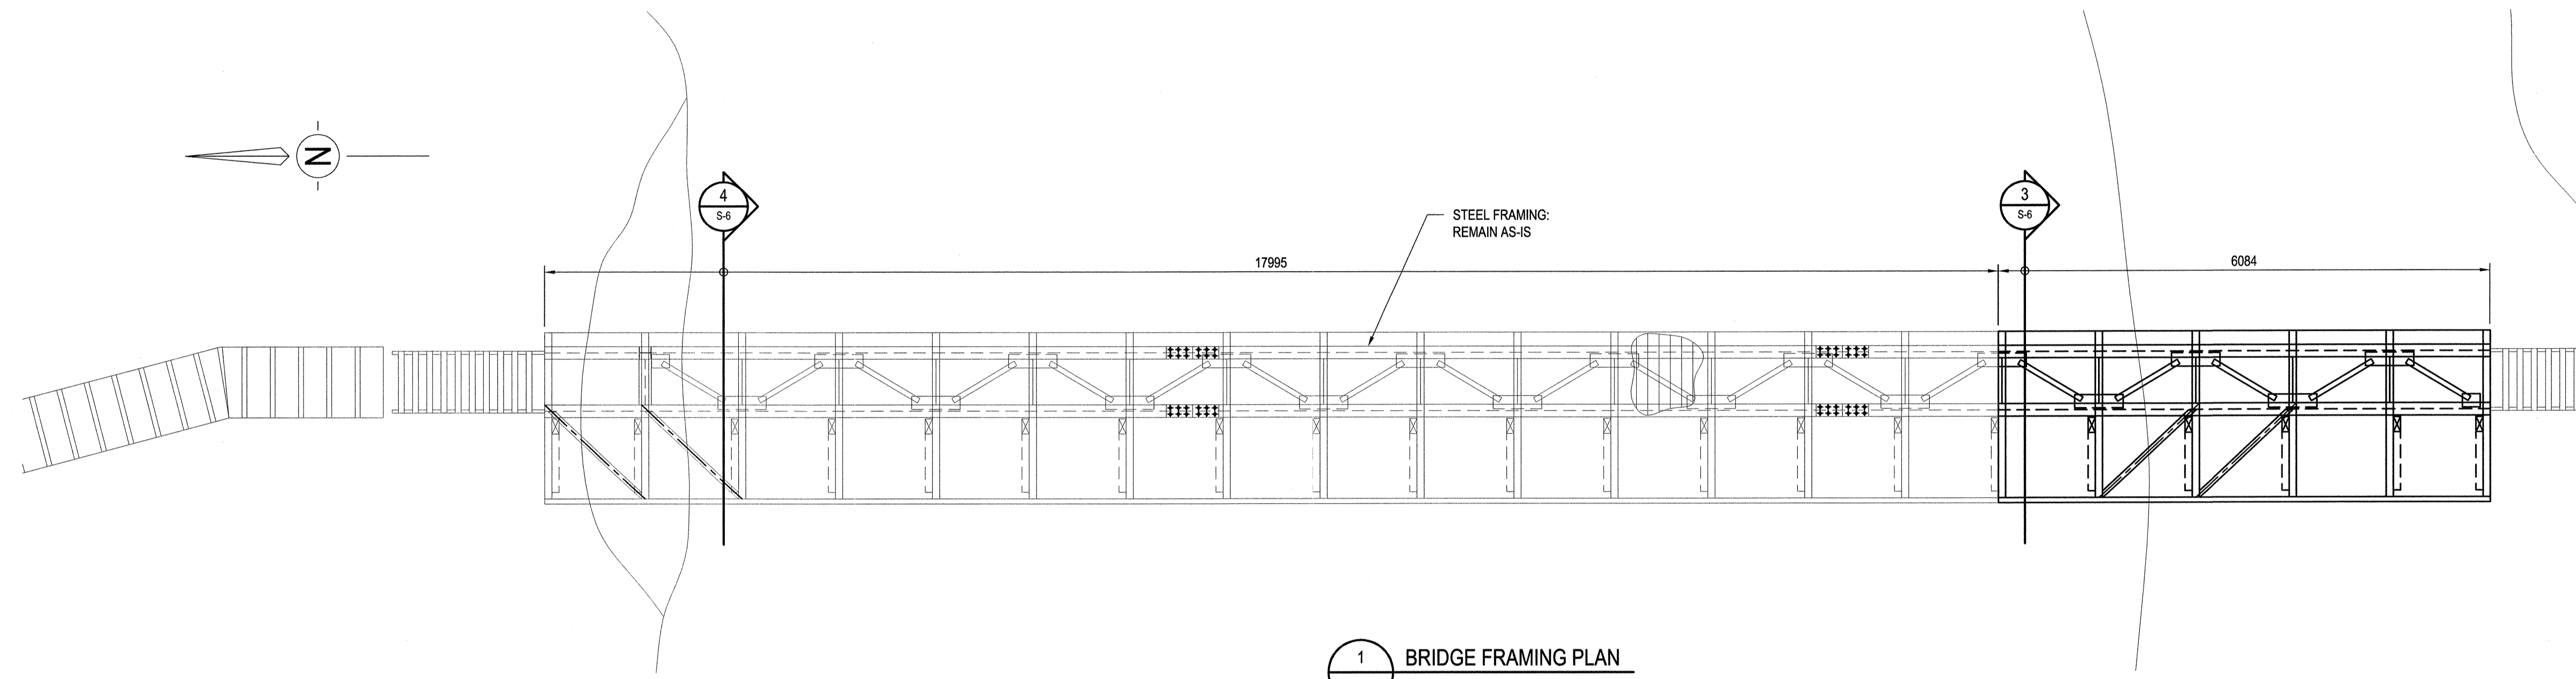 N
4
S-6
STEEL FRAMING:
REMAIN AS-IS
3
S-6
17995
6084
1
BRIDGE FRAMING PLAN